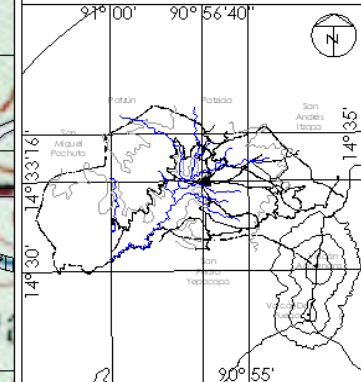 91°00' 90°56'40"
N
Patzún Patzicía
San
Andrés
Itzapa
14°35'
San
Miguel
Pochuta
14°33'16"
14°30'
San
Pedro
Yepocapa
90°55'